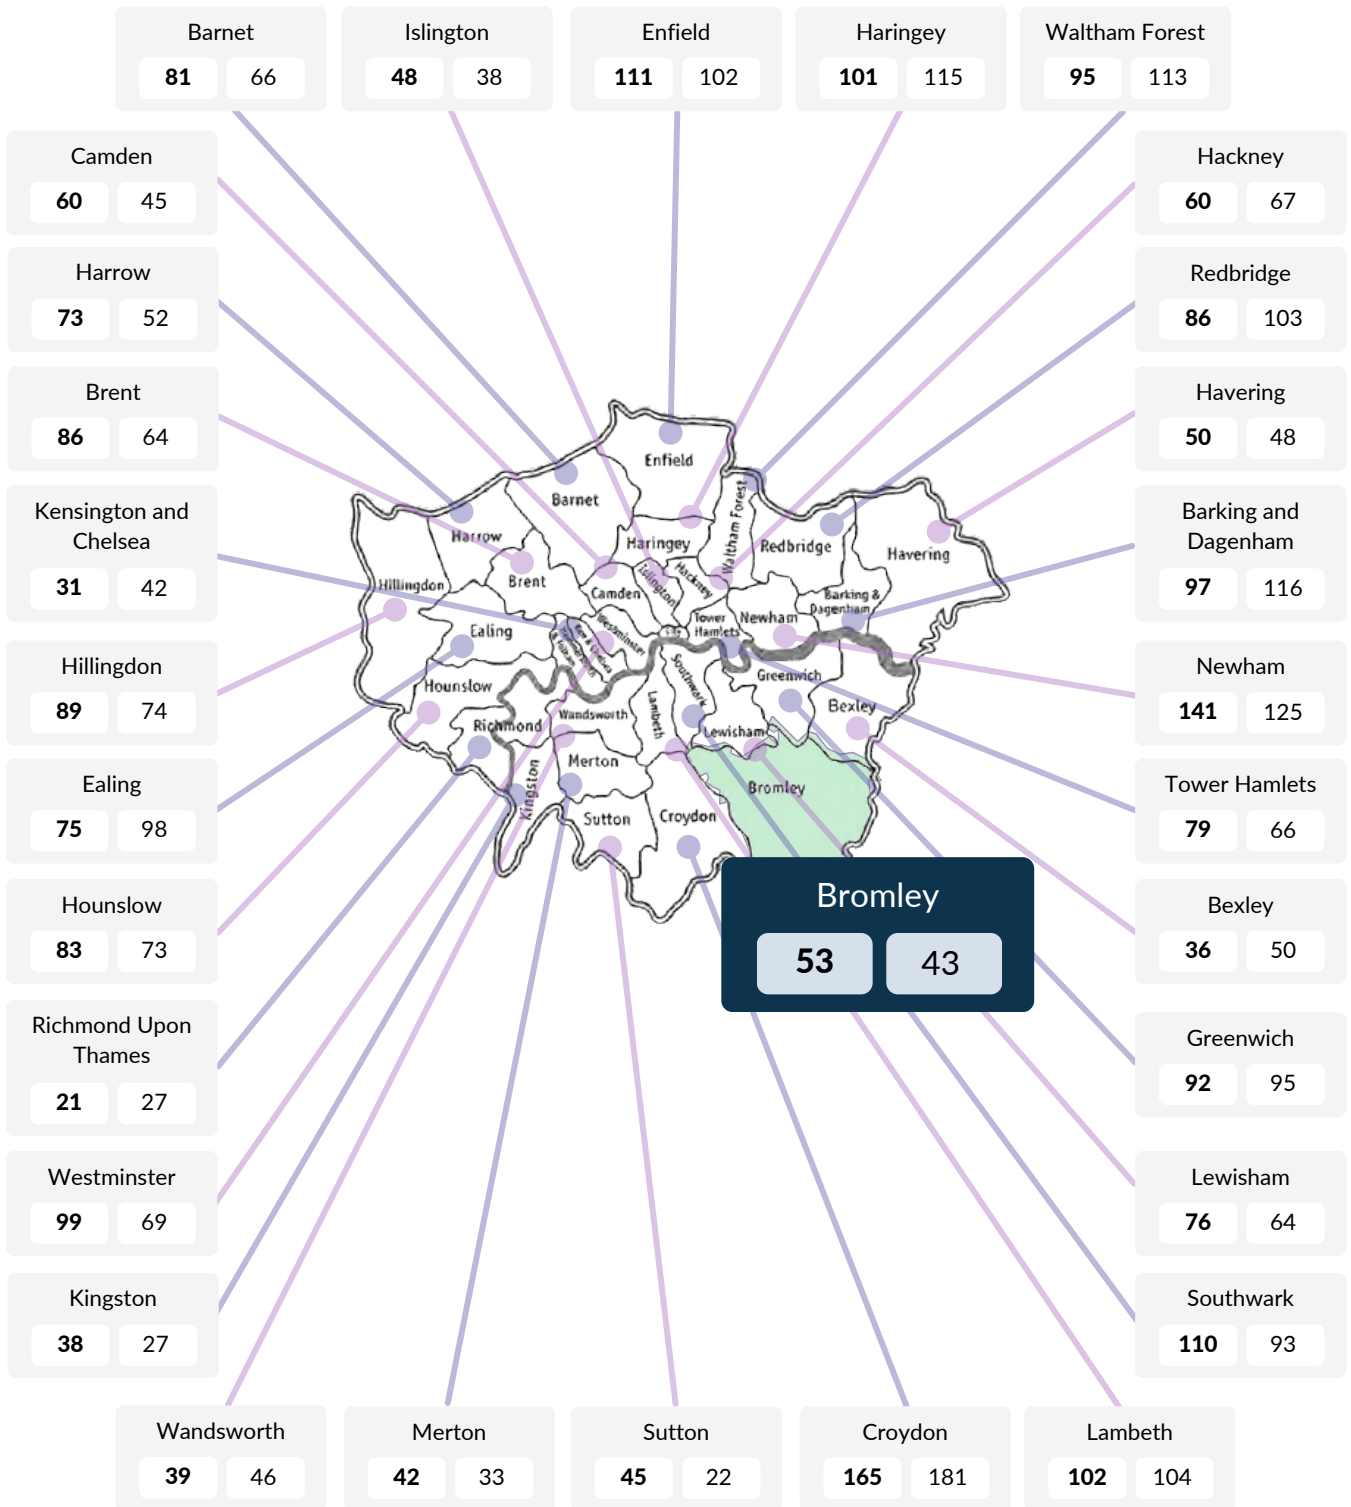 Barnet
81 66
Islington
48 38
Enfield
111 102
Haringey
101 115
Waltham Forest
95 113
Camden
60 45
Hackney
60 67
Harrow
73 52
Redbridge
86 103
Brent
86 64
Havering
50 48
Kensington and
Chelsea
31 42
Barking and
Dagenham
97 116
Hillingdon
89 74
Newham
141 125
Ealing
75 98
Tower Hamlets
79 66
Hounslow
83 73
Bexley
36 50
Richmond Upon
Thames
21 27
Greenwich
92 95
Westminster
99 69
Lewisham
76 64
Kingston
38 27
Southwark
110 93
Wandsworth
39 46
Merton
42 33
Sutton
45 22
Croydon
165 181
Lambeth
102 104
Enfield
Barnet
Harrow
Haringey
Waltham Forest
Redbridge
Havering
Hillingdon
Brent
Camden
Islington
Hackney
Barking &
Dagenham
Newham
Tower
Hamlets
City
Westminster
Ealing
Hounslow
Richmond
Wandsworth
Lambeth
Southwark
Greenwich
Bexley
Lewisham
Kingston
Merton
Sutton
Croydon
Bromley
Bromley
53 43